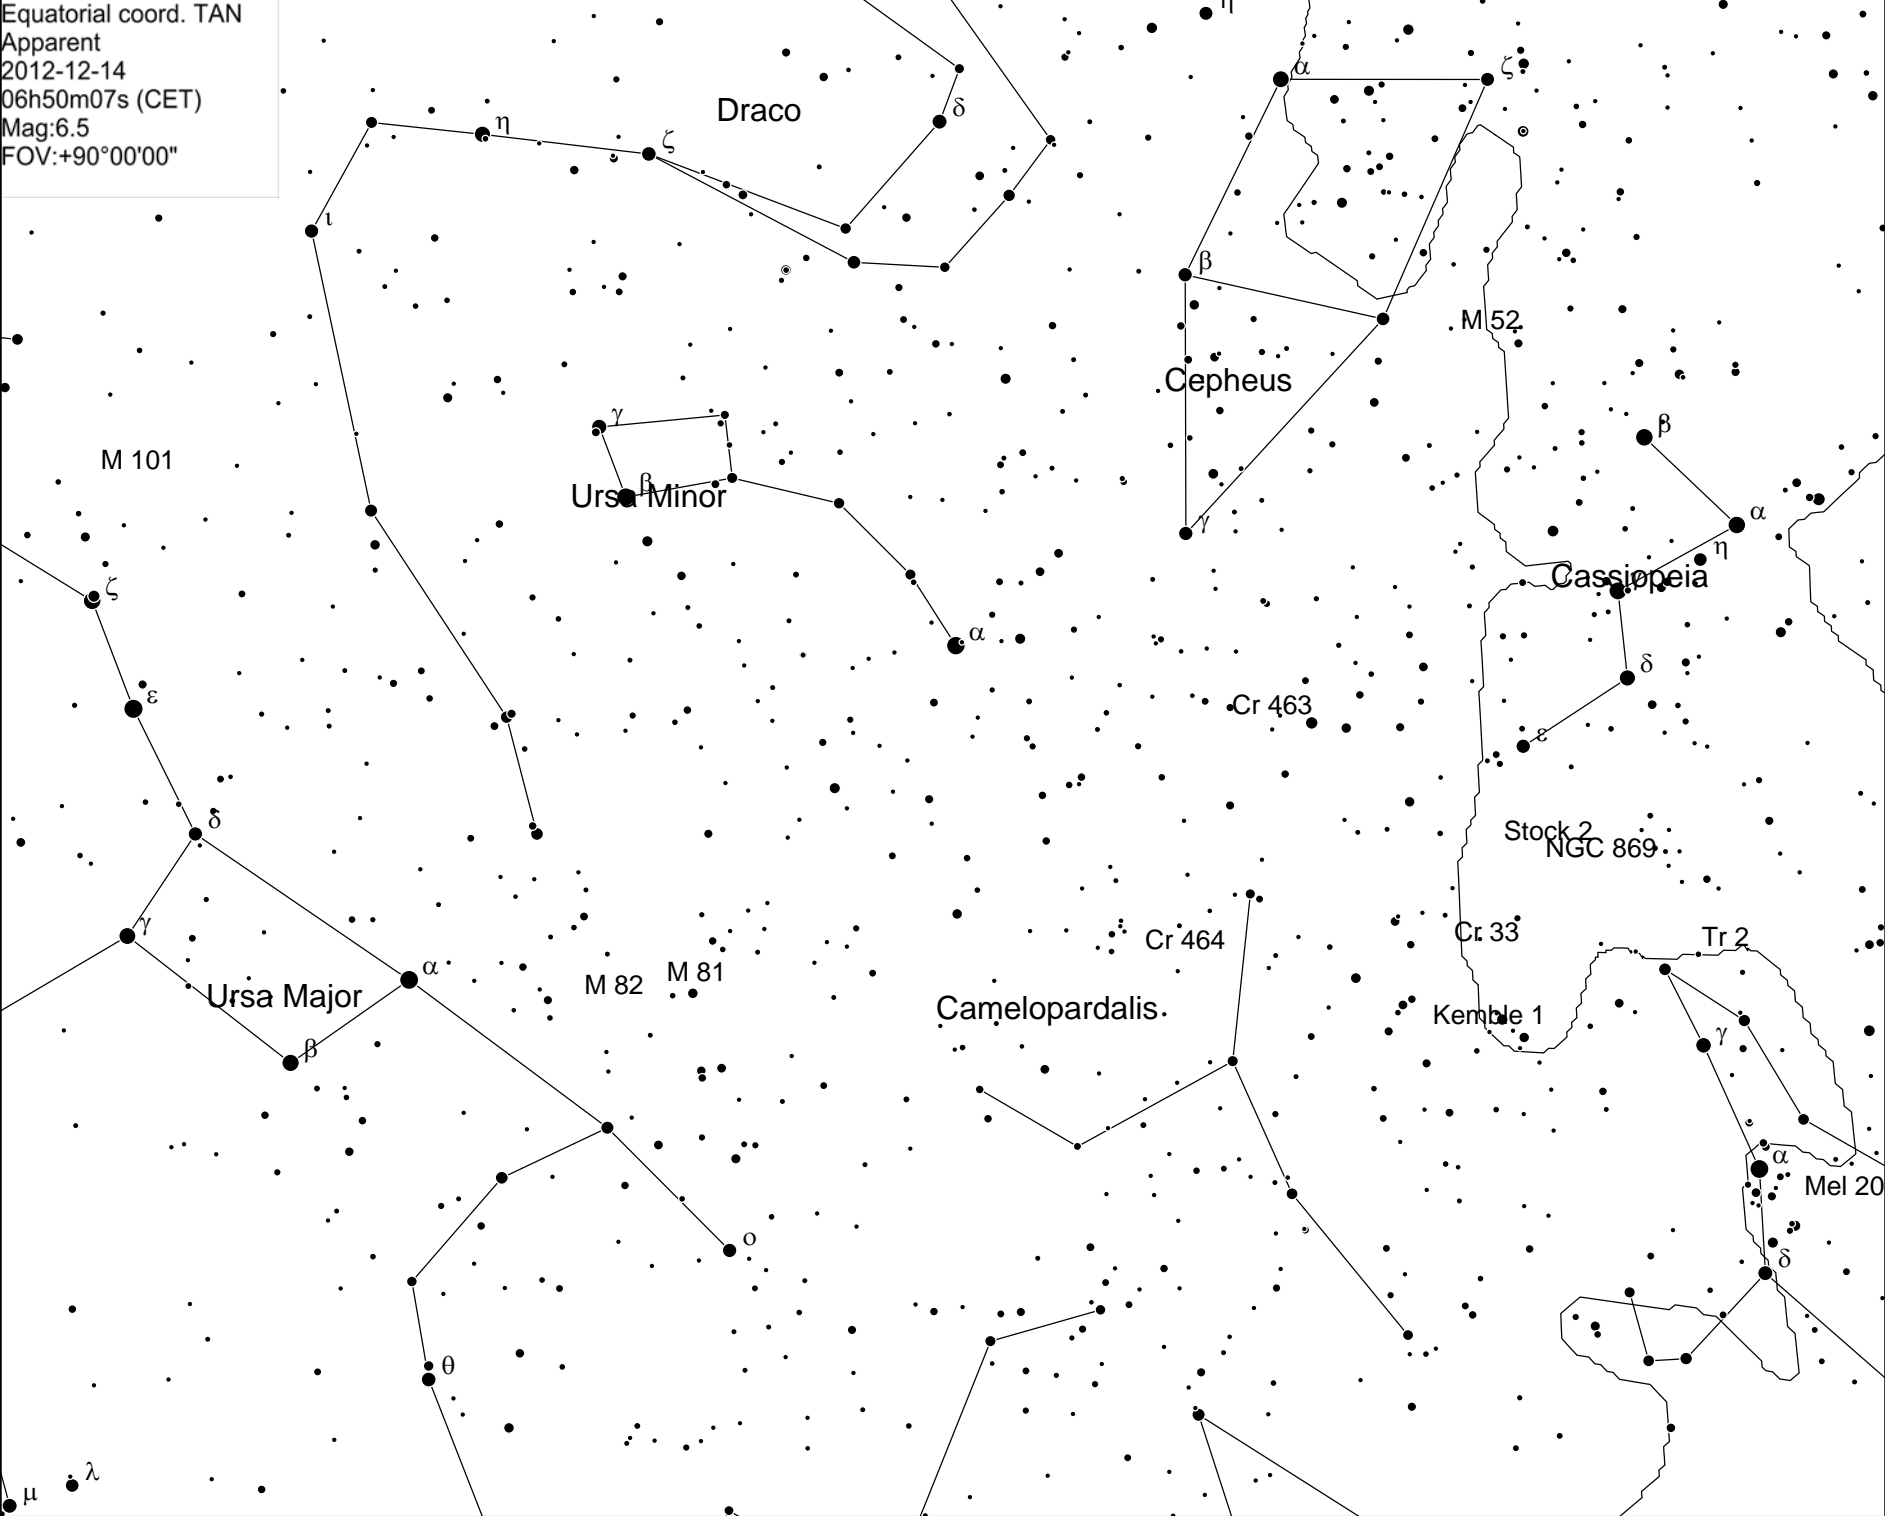 Equatorial coord. TAN
Apparent
2012-12-14
06h50m07s (CET)
Mag:6.5
FOV:+90°00'00"
η
α
ζ
Draco
δ
η
ζ
ι
β
M 52
Cepheus
γ
β
M 101
β
Ursa Minor
α
γ
η
Cassiopeia
ζ
α
δ
ε
Cr 463
ε
δ
Stock 2
NGC 869
γ
Cr 33
Tr 2
Cr 464
α
M 81
M 82
Ursa Major
Camelopardalis
Kemble 1
γ
β
α
Mel 20
ο
δ
θ
λ
μ